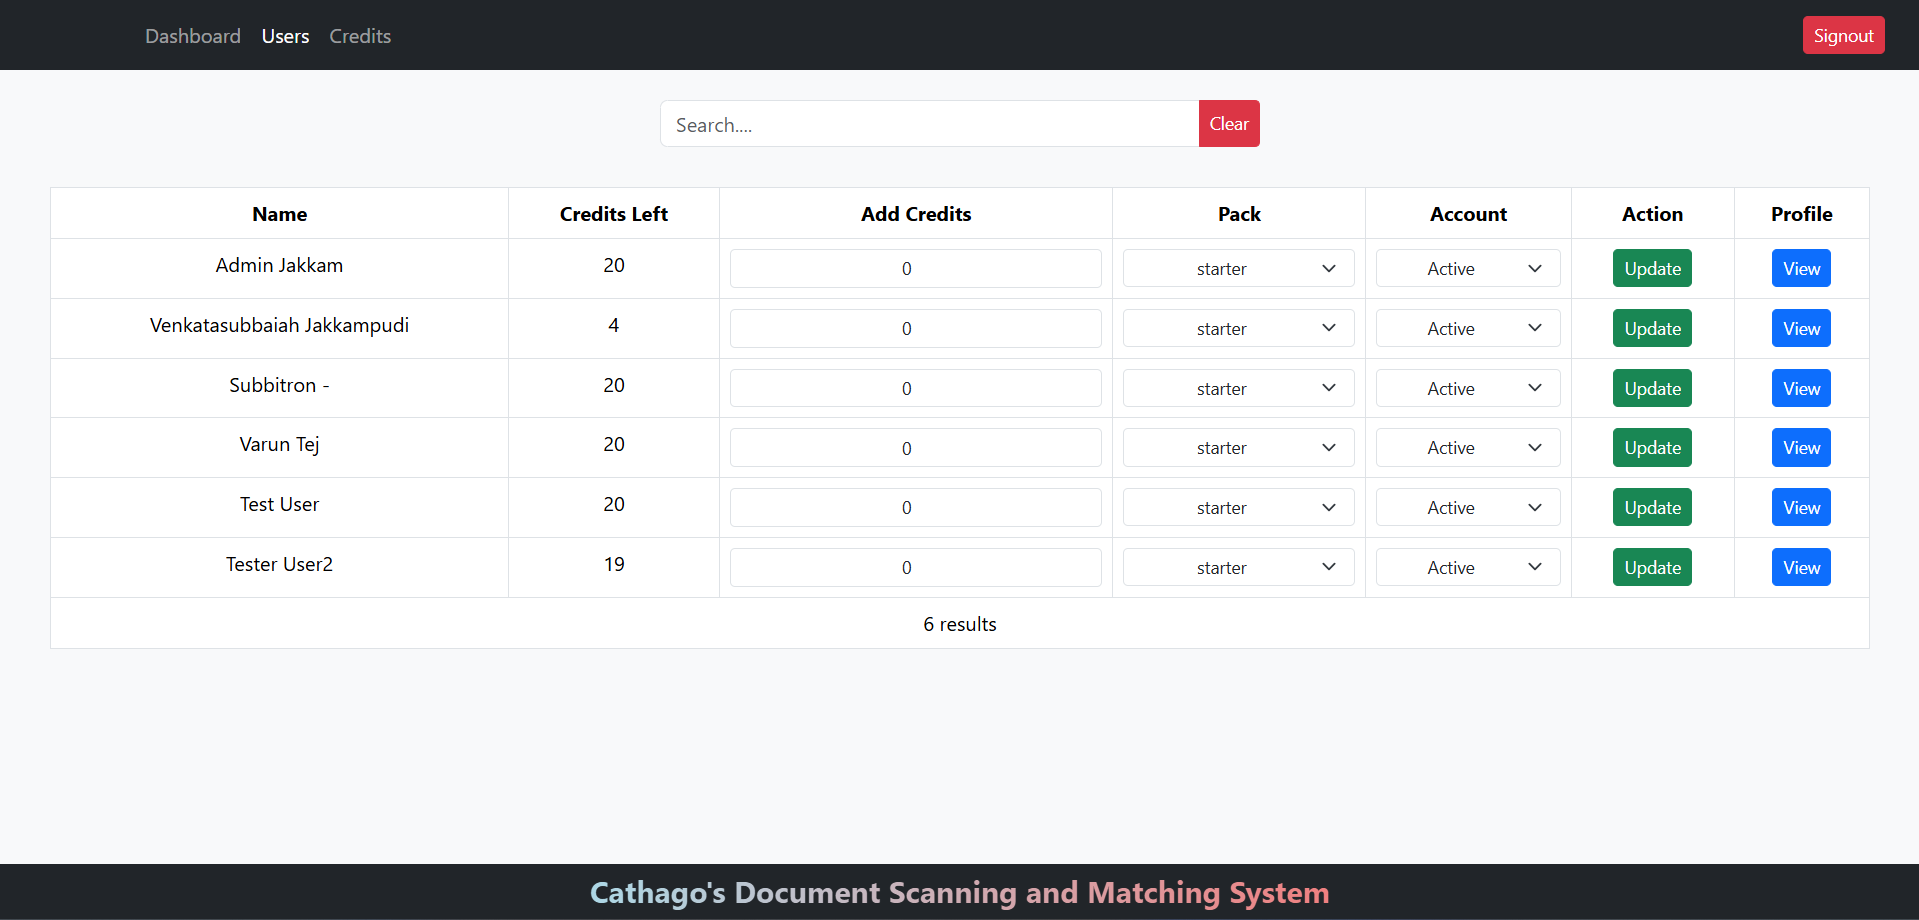 Dashboard Users Credits Signout
Search.... Clear
Name Credits Left Add Credits Pack Account Action Profile
Admin Jakkam 20 0 starter Active Update View
Venkatasubbaiah Jakkampudi 4 0 starter Active Update View
Subbitron - 20 0 starter Active Update View
Varun Tej 20 0 starter Active Update View
Test User 20 0 starter Active Update View
Tester User2 19 0 starter Active Update View
6 results
Cathago's Document Scanning and Matching System